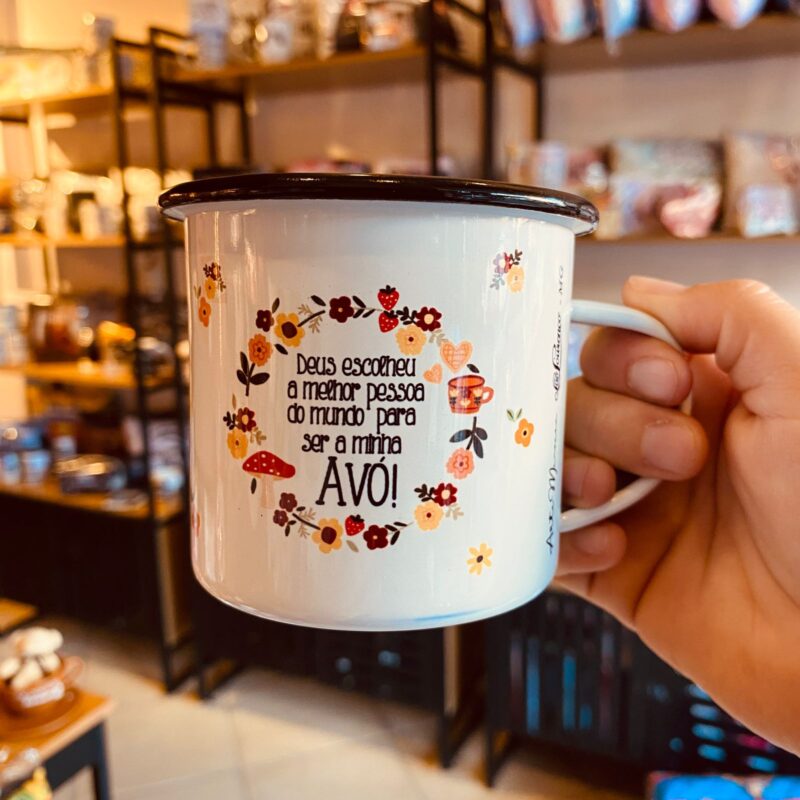 Deus escolheu
a melhor pessoa
do mundo para
ser a minha
Avó!